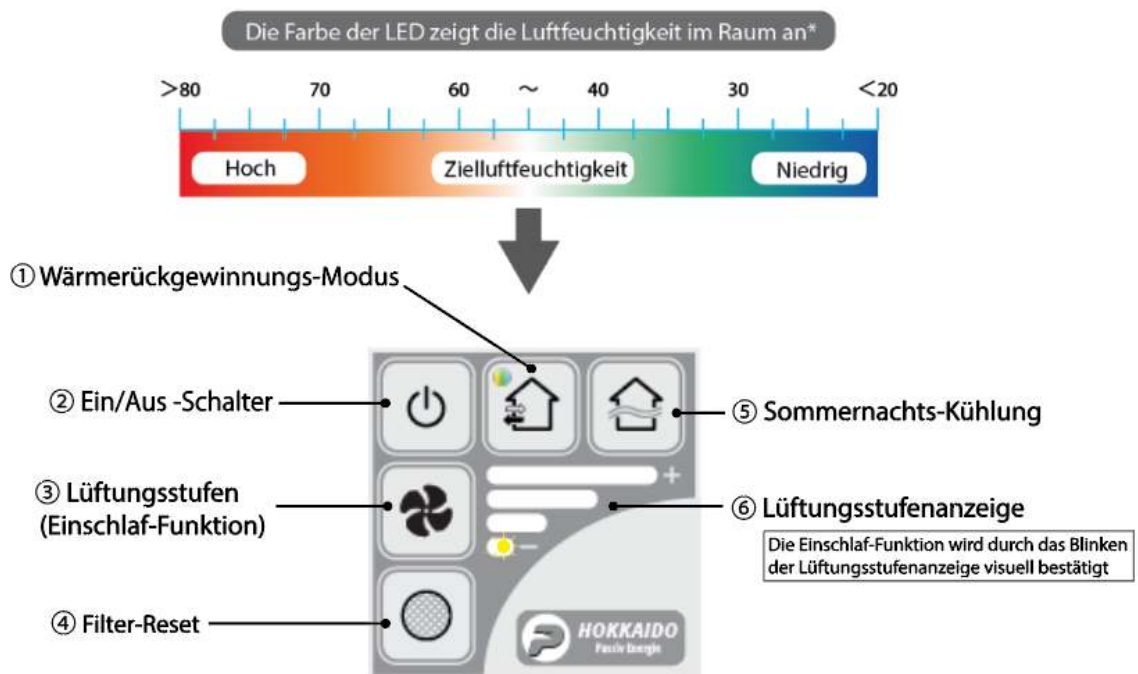 Die Farbe der LED zeigt die Luftfeuchtigkeit im Raum an*
>80 70 60 ~ 40 30 <20
Hoch Zielluftfeuchtigkeit Niedrig
① Wärmerückgewinnungs-Modus
② Ein/Aus -Schalter
⑤ Sommernachts-Kühlung
③ Lüftungsstufen
(Einschlaf-Funktion)
+
⑥ Lüftungsstufenanzeige
−
Die Einschlaf-Funktion wird durch das Blinken
der Lüftungsstufenanzeige visuell bestätigt
④ Filter-Reset
HOKKAIDO
Passiv Energie